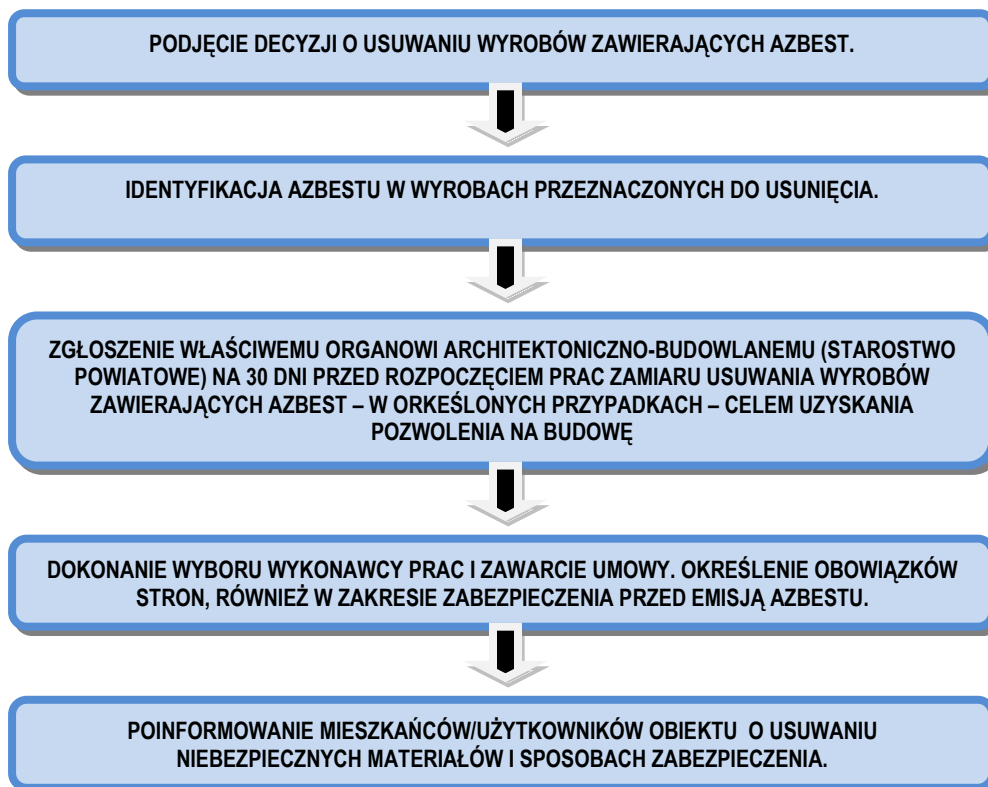 PODJĘCIE DECYZJI O USUWANIU WYROBÓW ZAWIERAJĄCYCH AZBEST.
IDENTYFIKACJA AZBESTU W WYROBACH PRZEZNACZONYCH DO USUNIĘCIA.
ZGŁOSZENIE WŁAŚCIWEMU ORGANOWI ARCHITEKTONICZNO-BUDOWLANEMU (STAROSTWO
POWIATOWE) NA 30 DNI PRZED ROZPOCZĘCIEM PRAC ZAMIARU USUWANIA WYROBÓW
ZAWIERAJĄCYCH AZBEST – W ORKEŚLONYCH PRZYPADKACH – CELEM UZYSKANIA
POZWOLENIA NA BUDOWĘ
DOKONANIE WYBORU WYKONAWCY PRAC I ZAWARCIE UMOWY. OKREŚLENIE OBOWIĄZKÓW
STRON, RÓWNIEŻ W ZAKRESIE ZABEZPIECZENIA PRZED EMISJĄ AZBESTU.
POINFORMOWANIE MIESZKAŃCÓW/UŻYTKOWNIKÓW OBIEKTU O USUWANIU
NIEBEZPIECZNYCH MATERIAŁÓW I SPOSOBACH ZABEZPIECZENIA.